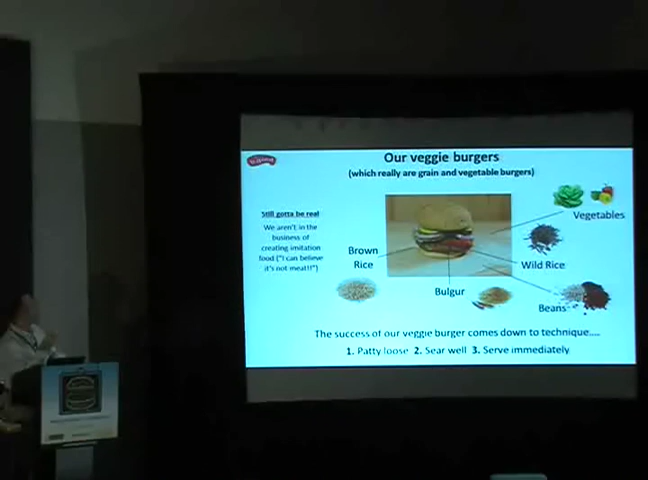 Our veggie burgers
(which really are grain and vegetable burgers)
Still gotta be real
We aren't in the
business of
creating imitation
food ("I can believe
it's not meat!!")
Vegetables
Brown
Rice
Wild Rice
Bulgur
Beans
The success of our veggie burger comes down to technique....
1. Patty loose 2. Sear well 3. Serve immediately